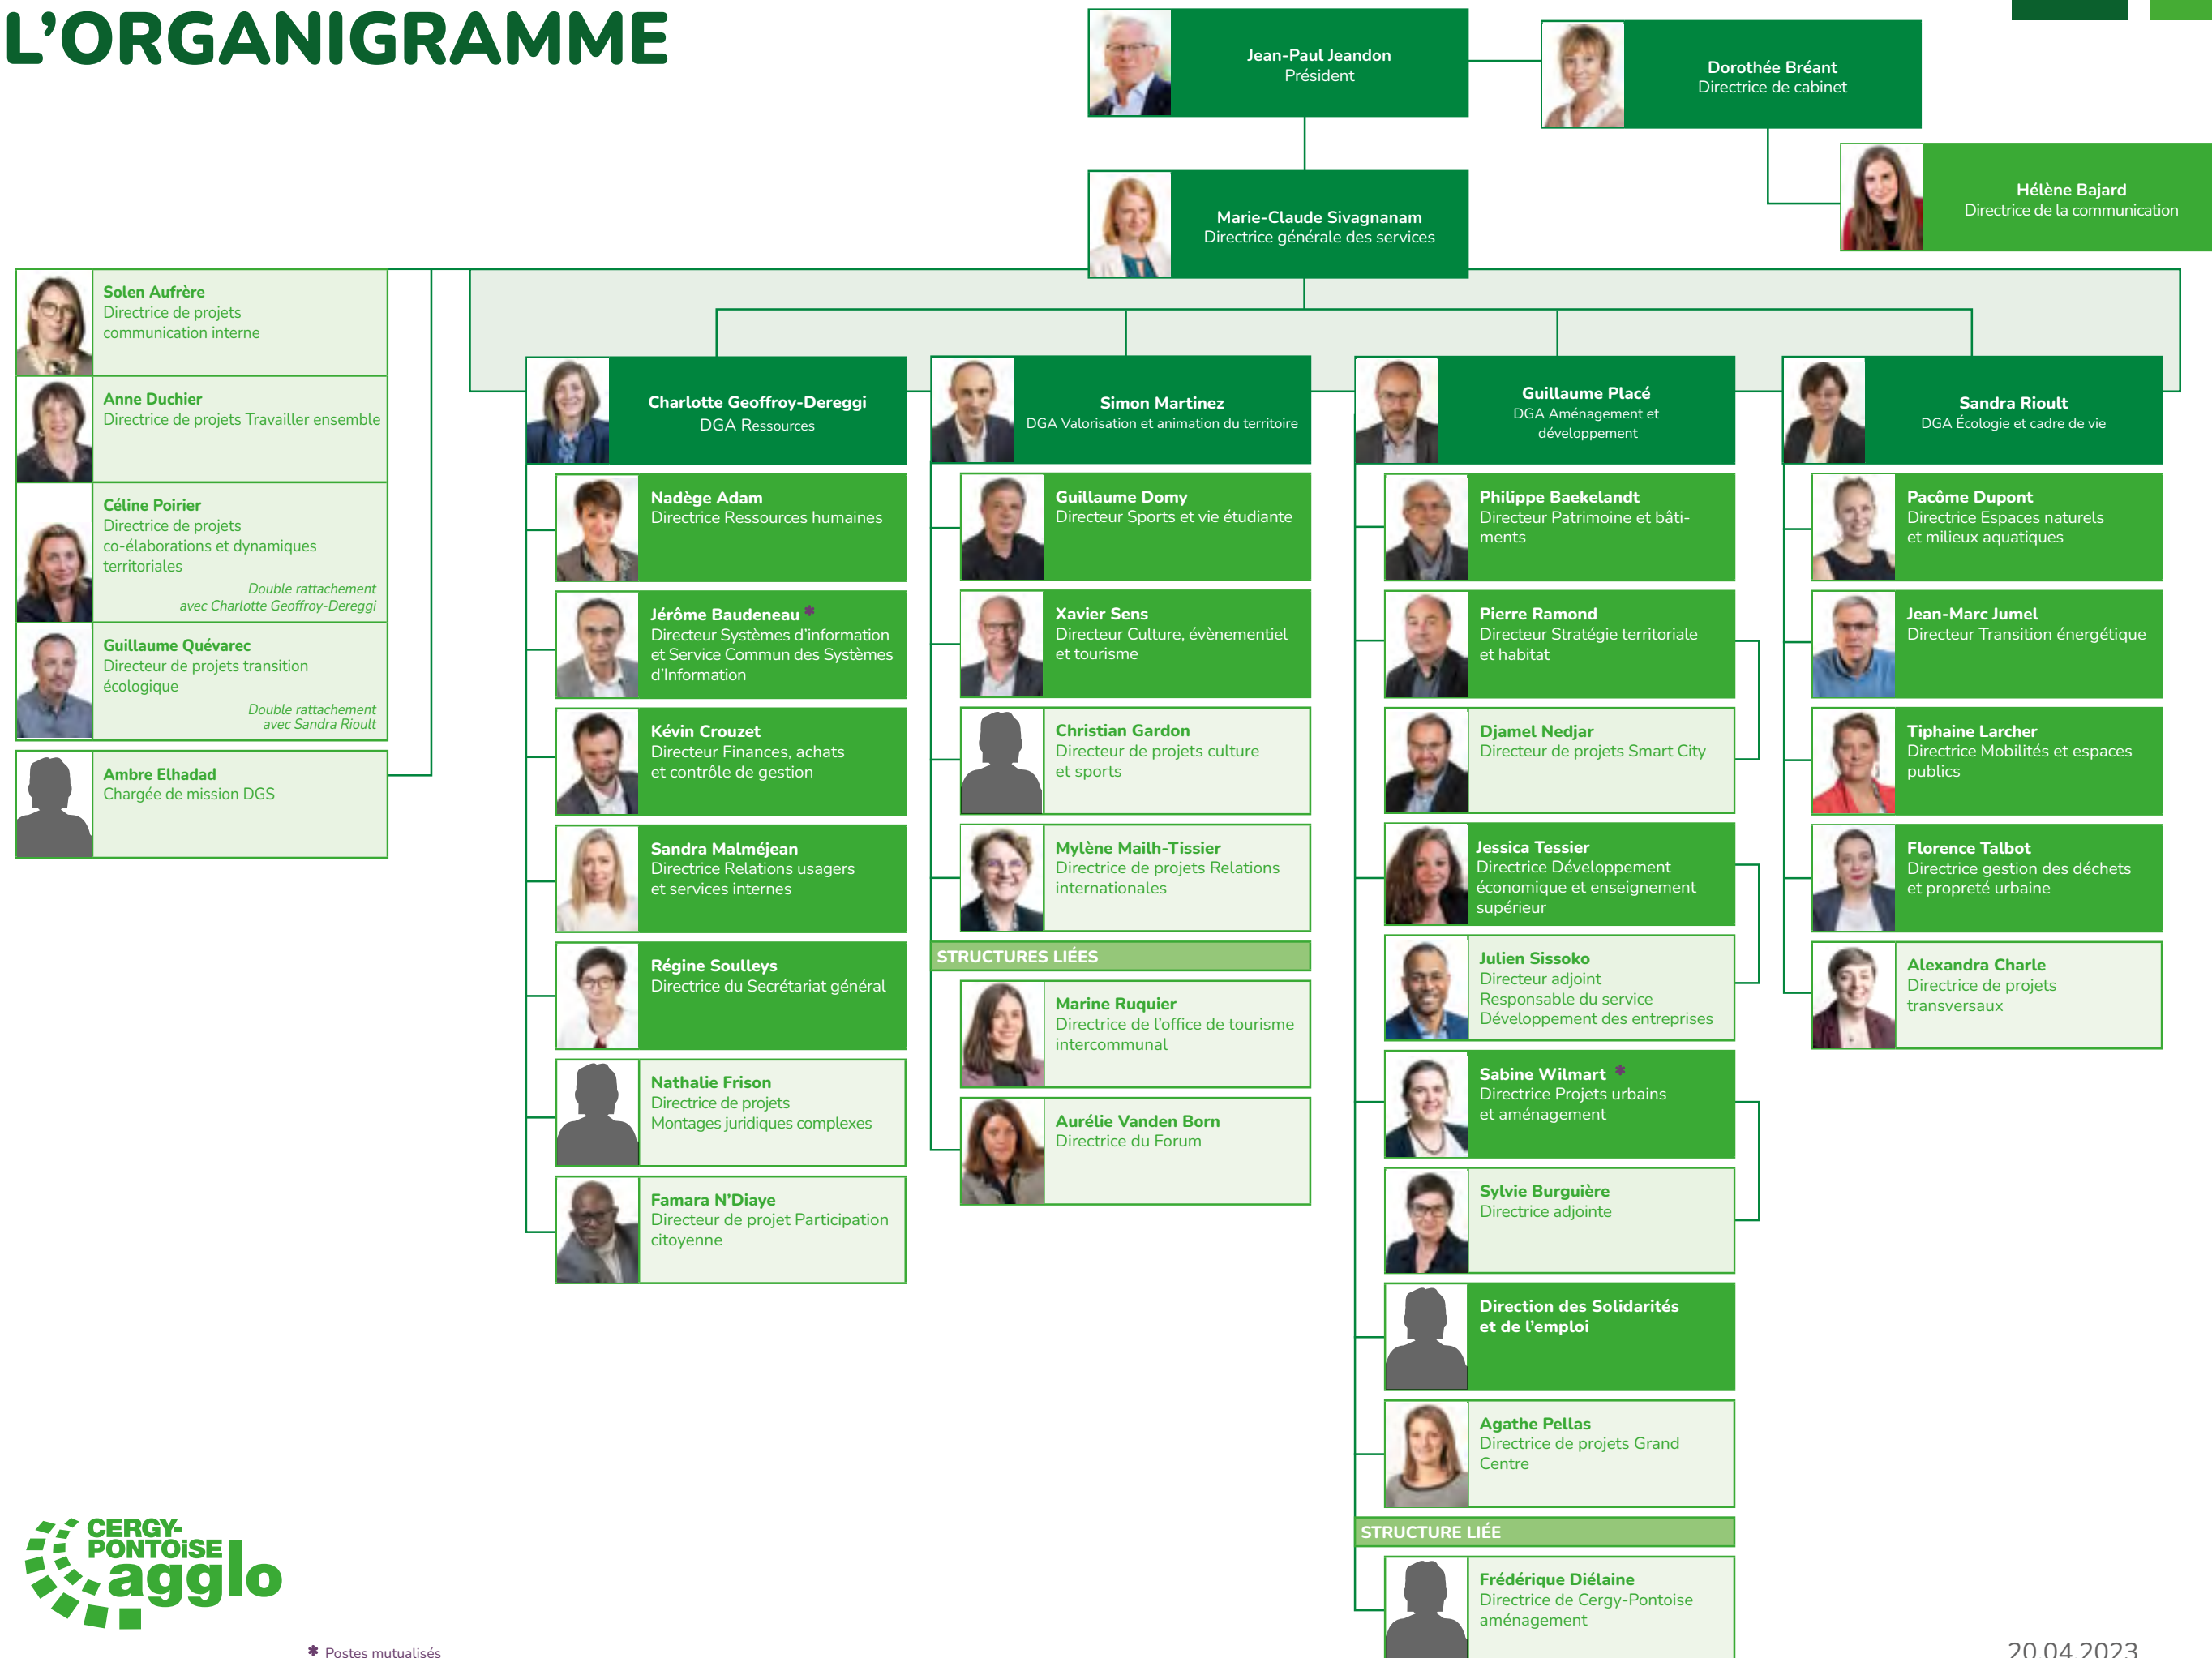 L’ORGANIGRAMME
Jean-Paul Jeandon
Président
Dorothée Bréant
Directrice de cabinet
Hélène Bajard
Directrice de la communication
Marie-Claude Sivagnanam
Directrice générale des services
Solen Aufrère
Directrice de projets
communication interne
Anne Duchier
Directrice de projets Travailler ensemble
Céline Poirier
Directrice de projets
co-élaborations et dynamiques
territoriales
Double rattachement
avec Charlotte Geoffroy-Dereggi
Guillaume Quévarec
Directeur de projets transition
écologique
Double rattachement
avec Sandra Rioult
Ambre Elhadad
Chargée de mission DGS
Charlotte Geoffroy-Dereggi
DGA Ressources
Nadège Adam
Directrice Ressources humaines
Jérôme Baudeneau *
Directeur Systèmes d’information
et Service Commun des Systèmes
d’Information
Kévin Crouzet
Directeur Finances, achats
et contrôle de gestion
Sandra Malméjean
Directrice Relations usagers
et services internes
Régine Soulleys
Directrice du Secrétariat général
Nathalie Frison
Directrice de projets
Montages juridiques complexes
Famara N’Diaye
Directeur de projet Participation
citoyenne
Simon Martinez
DGA Valorisation et animation du territoire
Guillaume Domy
Directeur Sports et vie étudiante
Xavier Sens
Directeur Culture, évènementiel
et tourisme
Christian Gardon
Directeur de projets culture
et sports
Mylène Mailh-Tissier
Directrice de projets Relations
internationales
STRUCTURES LIÉES
Marine Ruquier
Directrice de l’office de tourisme
intercommunal
Aurélie Vanden Born
Directrice du Forum
Guillaume Placé
DGA Aménagement et
développement
Philippe Baekelandt
Directeur Patrimoine et bâti-
ments
Pierre Ramond
Directeur Stratégie territoriale
et habitat
Djamel Nedjar
Directeur de projets Smart City
Jessica Tessier
Directrice Développement
économique et enseignement
supérieur
Julien Sissoko
Directeur adjoint
Responsable du service
Développement des entreprises
Sabine Wilmart *
Directrice Projets urbains
et aménagement
Sylvie Burguière
Directrice adjointe
Direction des Solidarités
et de l’emploi
Agathe Pellas
Directrice de projets Grand
Centre
STRUCTURE LIÉE
Frédérique Diélaine
Directrice de Cergy-Pontoise
aménagement
Sandra Rioult
DGA Écologie et cadre de vie
Pacôme Dupont
Directrice Espaces naturels
et milieux aquatiques
Jean-Marc Jumel
Directeur Transition énergétique
Tiphaine Larcher
Directrice Mobilités et espaces
publics
Florence Talbot
Directrice gestion des déchets
et propreté urbaine
Alexandra Charle
Directrice de projets
transversaux
CERGY-
PONTOiSE
agglo
* Postes mutualisés
20.04.2023